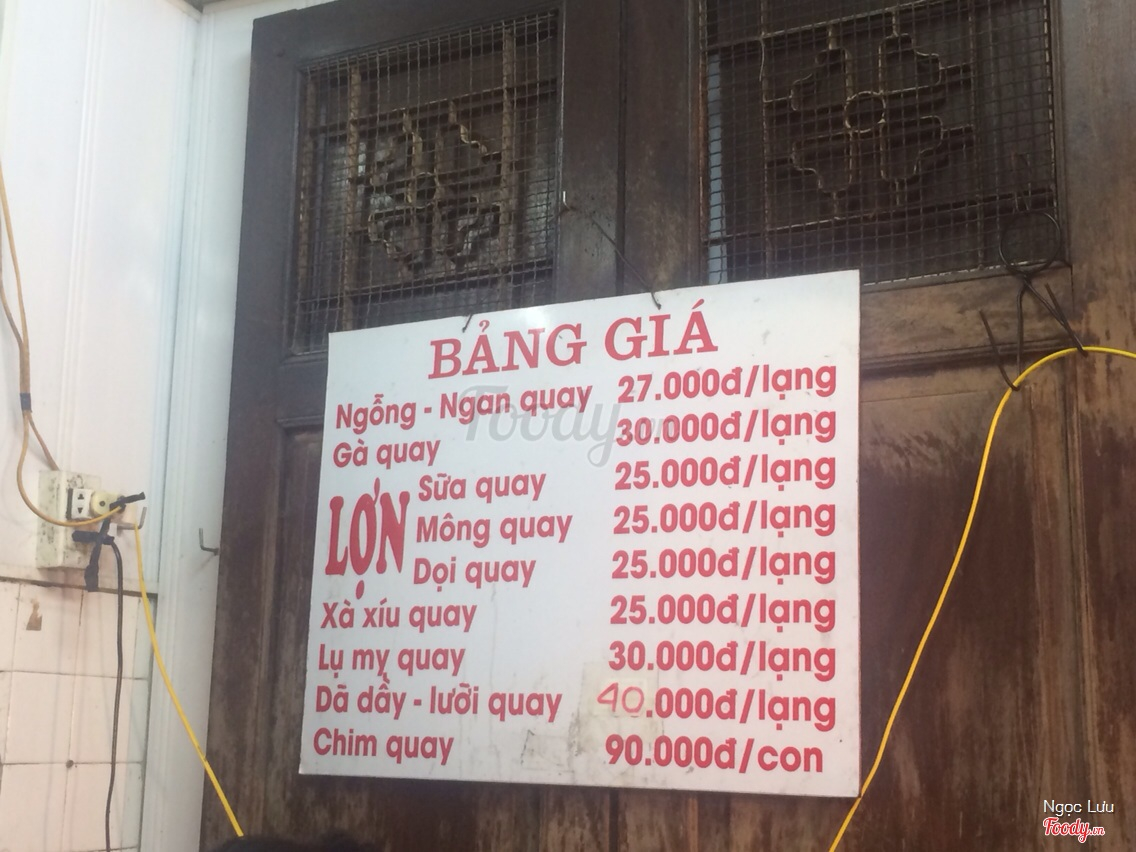 BẢNG GIÁ
Ngỗng - Ngan quay 27.000đ/lạng
Gà quay 30.000đ/lạng
LỢN
Sữa quay 25.000đ/lạng
Mông quay 25.000đ/lạng
Dọi quay 25.000đ/lạng
Xà xíu quay 25.000đ/lạng
Lụ mỵ quay 30.000đ/lạng
Dã dầy - lưỡi quay 40.000đ/lạng
Chim quay 90.000đ/con
Foody.vn
Ngọc Lưu
Foody.vn